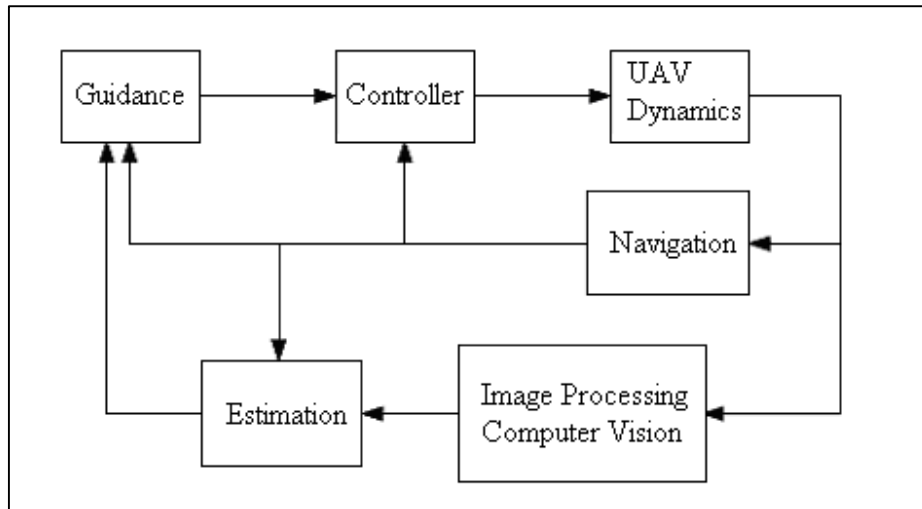 Guidance
Controller
UAV
Dynamics
Navigation
Estimation
Image Processing
Computer Vision